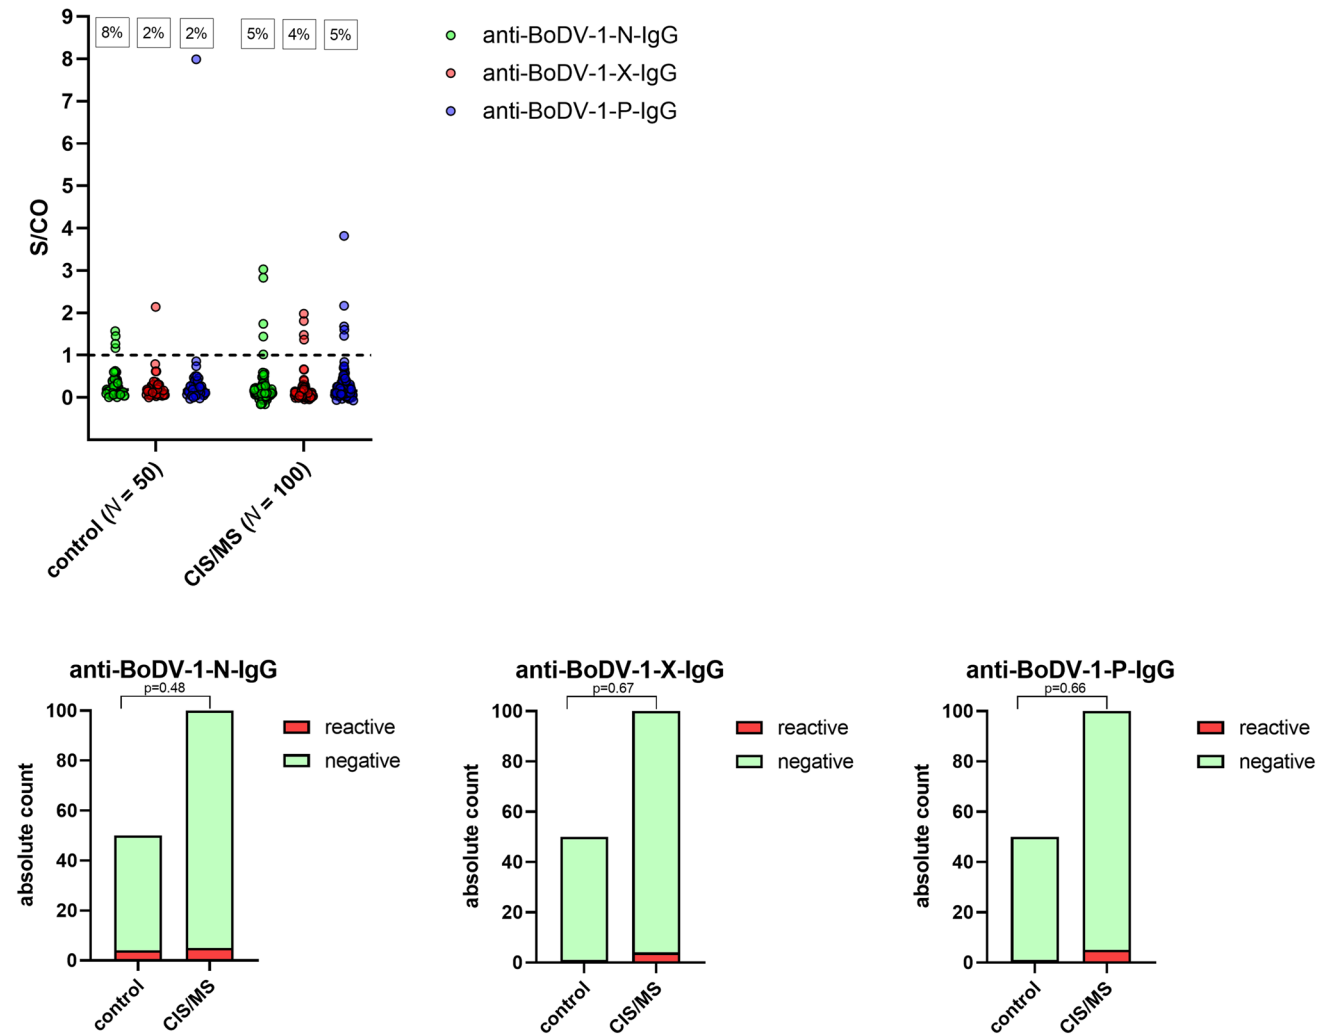 9
8% 2% 2% 5% 4% 5%
8
7
6
5
4
3
2
1
0
S/CO
control (N = 50)
CIS/MS (N = 100)
anti-BoDV-1-N-IgG
anti-BoDV-1-X-IgG
anti-BoDV-1-P-IgG
anti-BoDV-1-N-IgG
p=0.48
100
80
60
40
20
0
absolute count
control
CIS/MS
reactive
negative
anti-BoDV-1-X-IgG
p=0.67
100
80
60
40
20
0
absolute count
control
CIS/MS
reactive
negative
anti-BoDV-1-P-IgG
p=0.66
100
80
60
40
20
0
absolute count
control
CIS/MS
reactive
negative